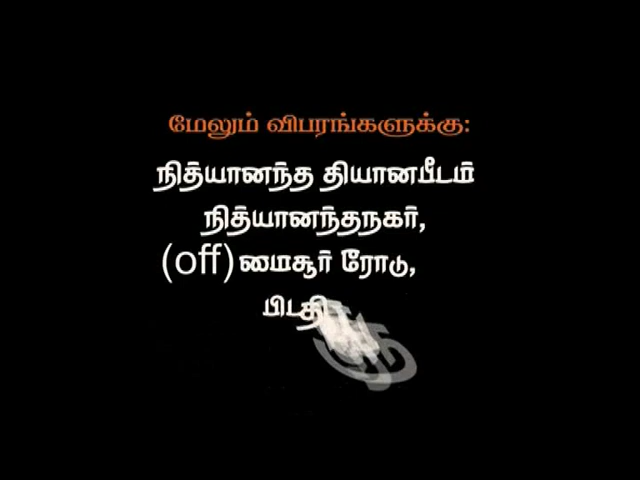 மேலும் விபரங்களுக்கு:
நித்யானந்த தியானபீடம்
நித்யானந்தநகர்,
(off) மைசூர் ரோடு,
பிடதி